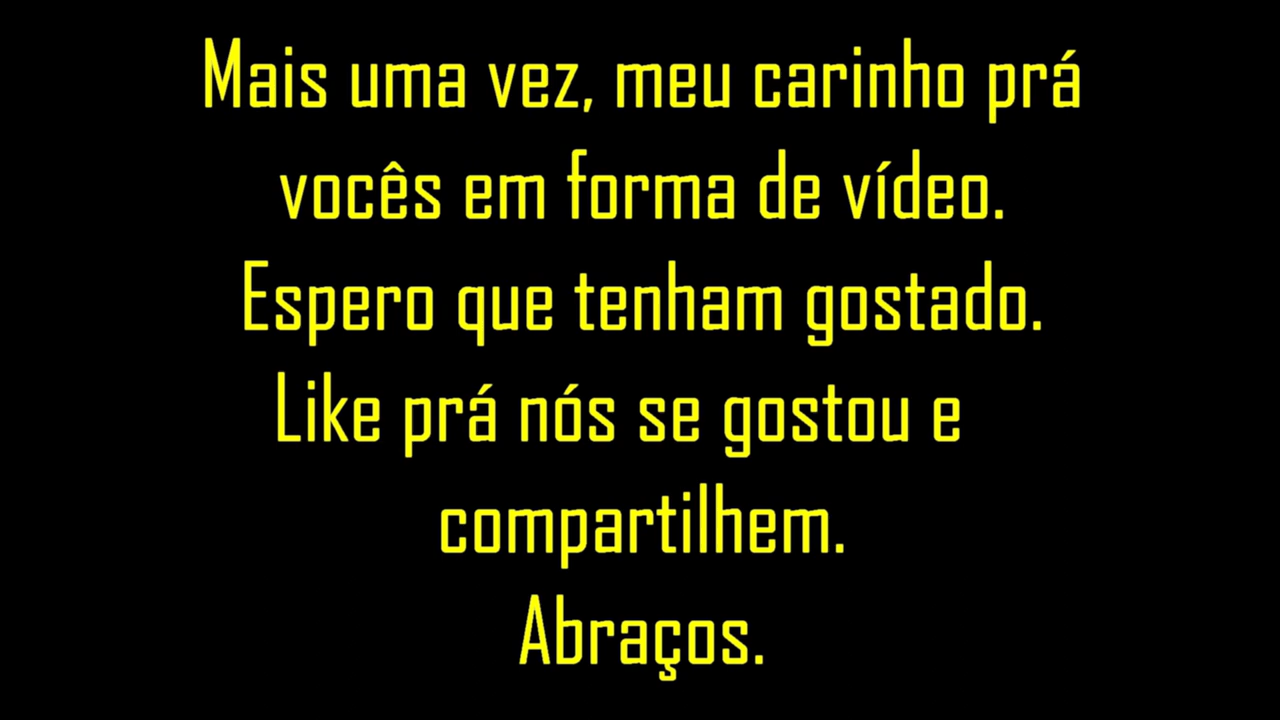 Mais uma vez, meu carinho prá
vocês em forma de vídeo.
Espero que tenham gostado.
Like prá nós se gostou e
compartilhem.
Abraços.